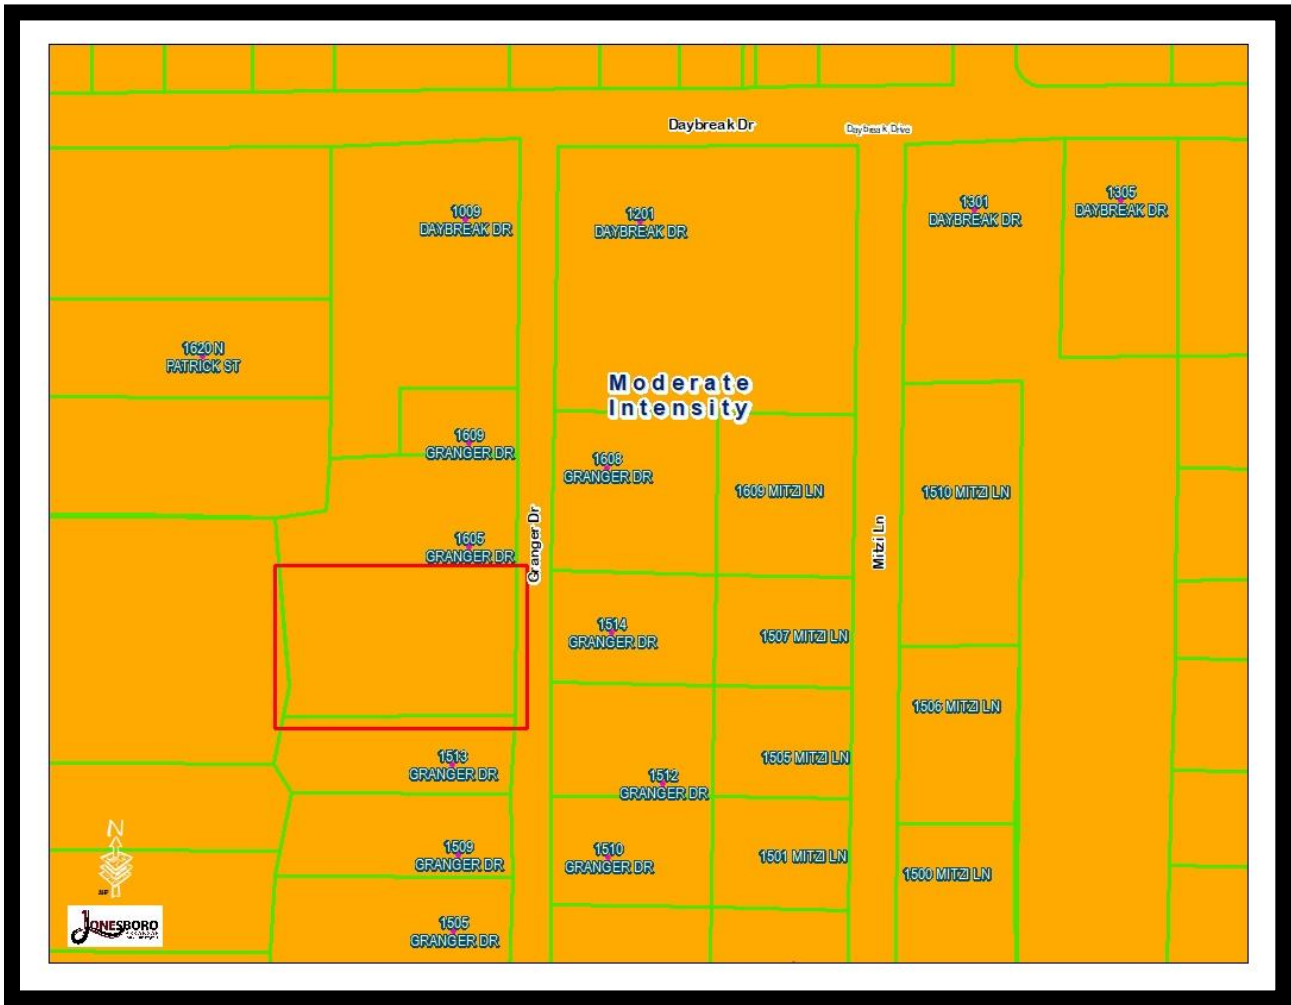 Daybreak Dr
Daybreak Drive
1009
DAYBREAK DR
1201
DAYBREAK DR
1301
DAYBREAK DR
1305
DAYBREAK DR
1620 N
PATRICK ST
Moderate
Intensity
1609
GRANGER DR
1608
GRANGER DR
1609 MITZI LN
1510 MITZI LN
Granger Dr
Mitzi Ln
1605
GRANGER DR
1514
GRANGER DR
1507 MITZI LN
1506 MITZI LN
1513
GRANGER DR
1512
GRANGER DR
1505 MITZI LN
1509
GRANGER DR
1510
GRANGER DR
1501 MITZI LN
1500 MITZI LN
1505
GRANGER DR
N
JONESBORO